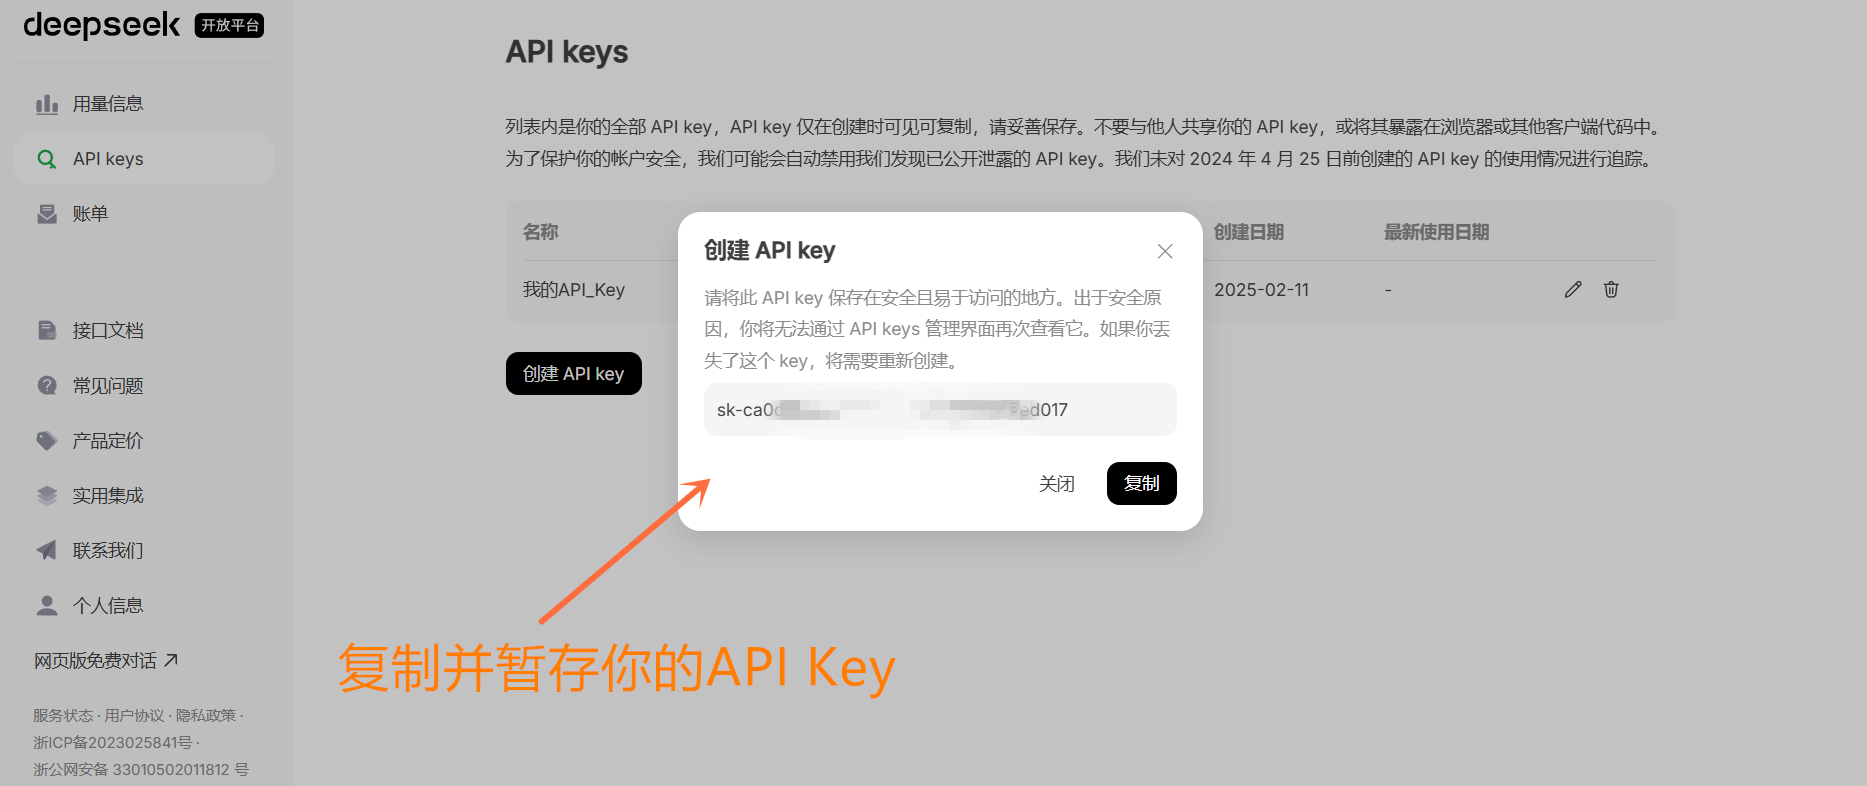 deepseek 开放平台
用量信息
API keys
账单
接口文档
常见问题
产品定价
实用集成
联系我们
个人信息
网页版免费对话
服务状态 · 用户协议 · 隐私政策 ·
浙ICP备2023025841号 ·
浙公网安备 33010502011812 号
API keys
列表内是你的全部 API key，API key 仅在创建时可见可复制，请妥善保存。不要与他人共享你的 API key，或将其暴露在浏览器或其他客户端代码中。
为了保护你的帐户安全，我们可能会自动禁用我们发现已公开泄露的 API key。我们未对 2024 年 4 月 25 日前创建的 API key 的使用情况进行追踪。
名称 创建日期 最新使用日期
我的API_Key 2025-02-11 -
创建 API key
创建 API key
请将此 API key 保存在安全且易于访问的地方。出于安全原
因，你将无法通过 API keys 管理界面再次查看它。如果你丢
失了这个 key，将需要重新创建。
关闭 复制
复制并暂存你的API Key